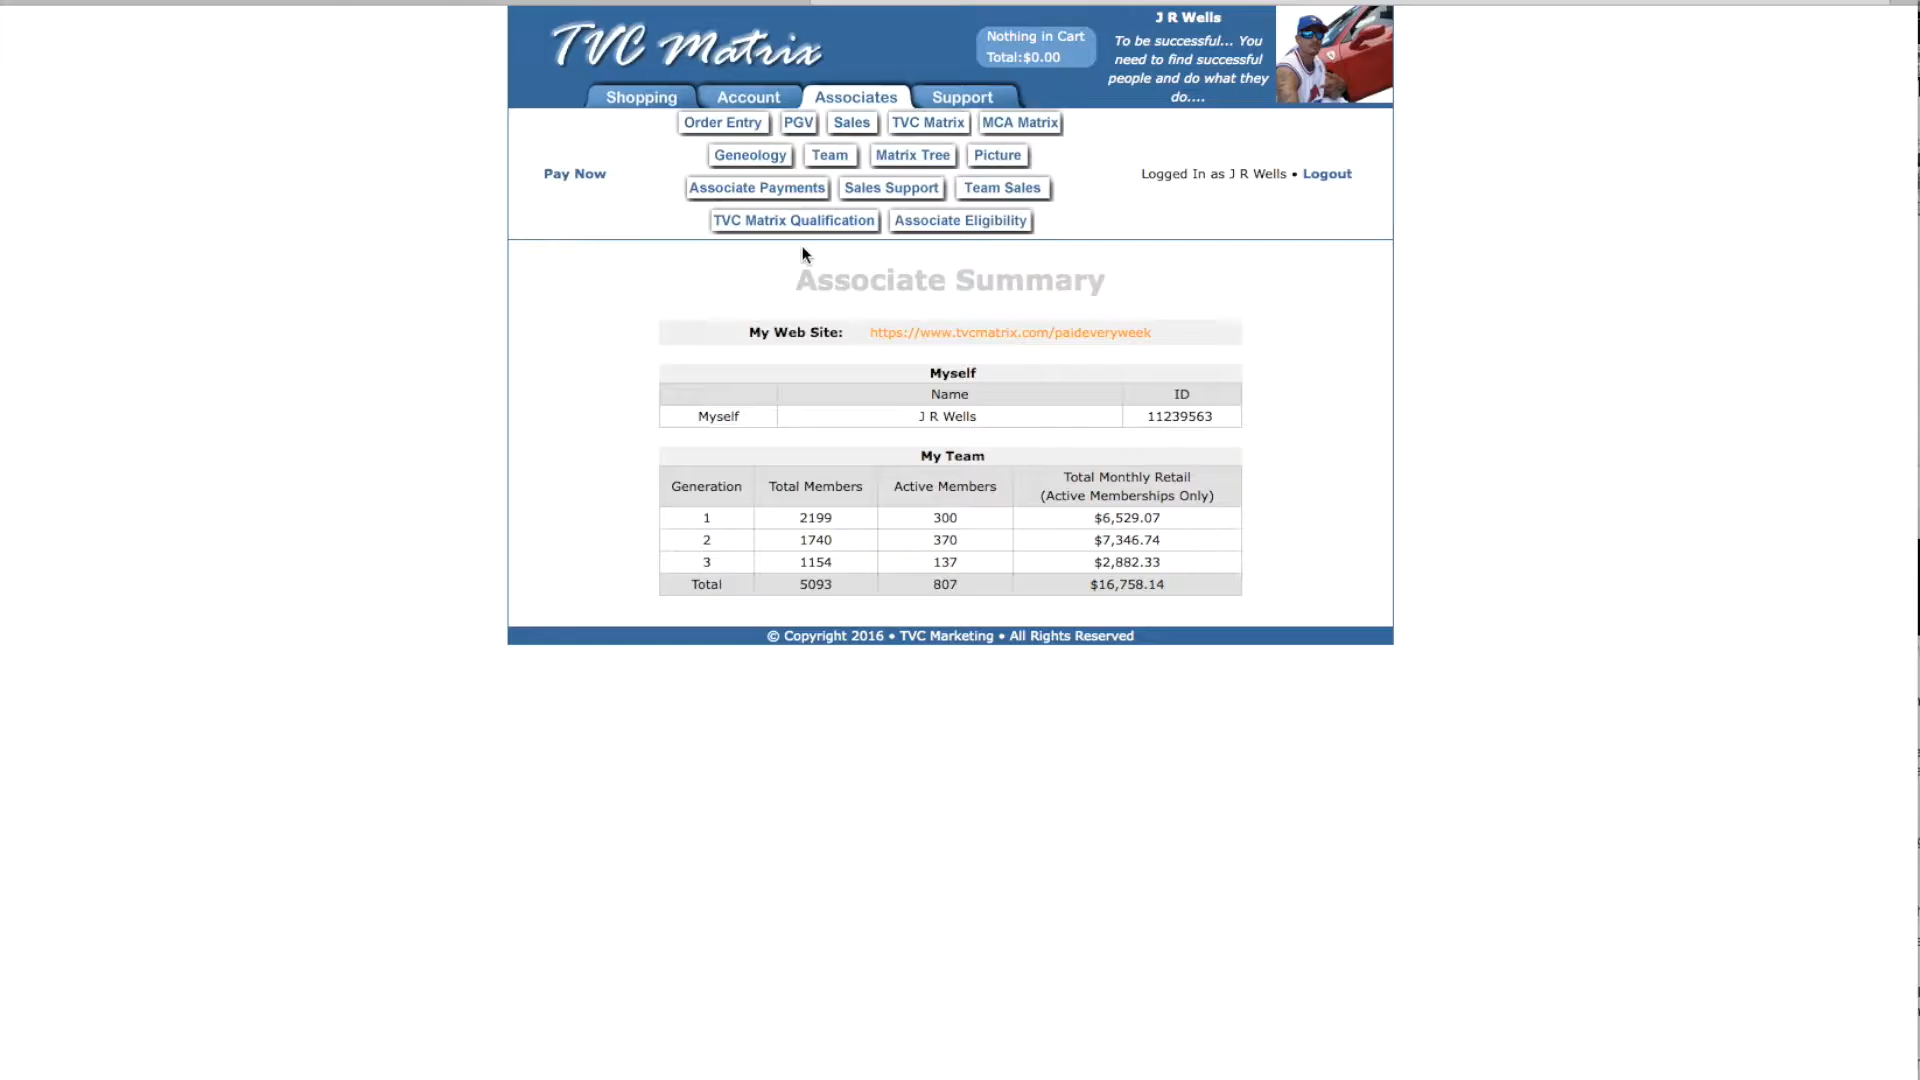 TVC Matrix
Nothing in Cart
Total:$0.00
J R Wells
To be successful... You
need to find successful
people and do what they
do....
Shopping Account Associates Support
Order Entry PGV Sales TVC Matrix MCA Matrix
Geneology Team Matrix Tree Picture
Pay Now
Logged In as J R Wells • Logout
Associate Payments Sales Support Team Sales
TVC Matrix Qualification Associate Eligibility
Associate Summary
My Web Site: https://www.tvcmatrix.com/paideveryweek
Myself
Name ID
Myself J R Wells 11239563
My Team
Generation Total Members Active Members Total Monthly Retail
(Active Memberships Only)
1 2199 300 $6,529.07
2 1740 370 $7,346.74
3 1154 137 $2,882.33
Total 5093 807 $16,758.14
© Copyright 2016 • TVC Marketing • All Rights Reserved